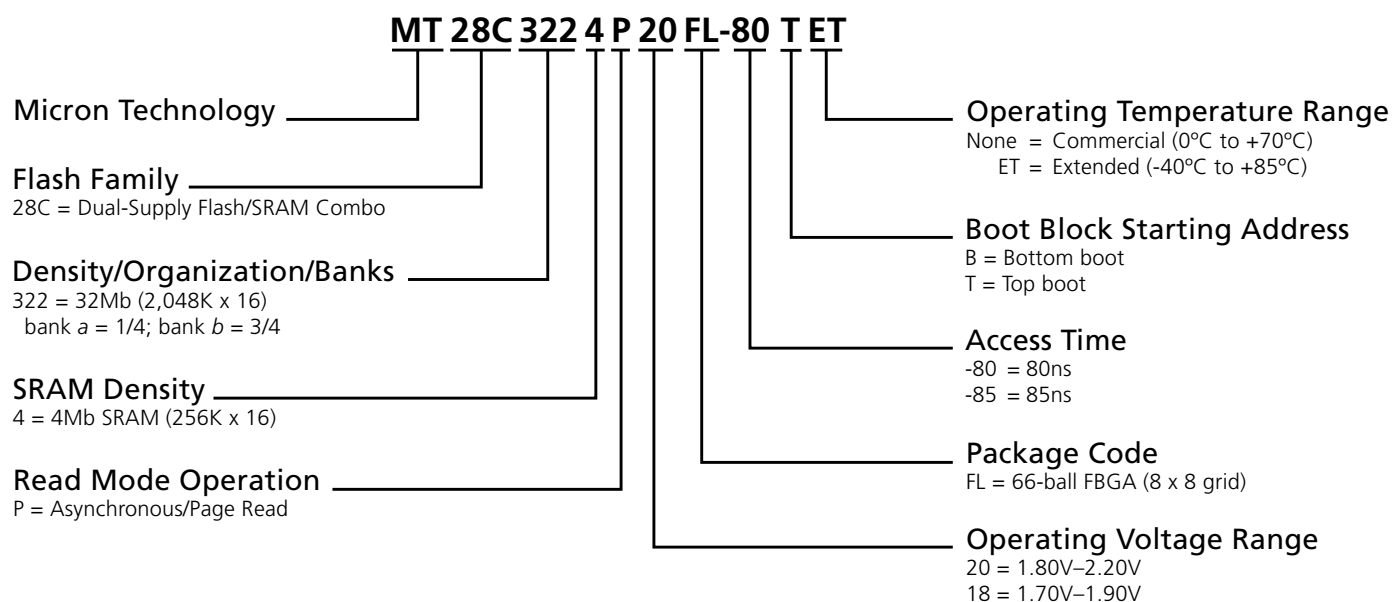 MT 28C 322 4 P 20 FL-80 T ET
Micron Technology
Flash Family
28C = Dual-Supply Flash/SRAM Combo
Density/Organization/Banks
322 = 32Mb (2,048K x 16)
bank a = 1/4; bank b = 3/4
SRAM Density
4 = 4Mb SRAM (256K x 16)
Read Mode Operation
P = Asynchronous/Page Read
Operating Temperature Range
None = Commercial (0ºC to +70ºC)
ET = Extended (-40ºC to +85ºC)
Boot Block Starting Address
B = Bottom boot
T = Top boot
Access Time
-80 = 80ns
-85 = 85ns
Package Code
FL = 66-ball FBGA (8 x 8 grid)
Operating Voltage Range
20 = 1.80V–2.20V
18 = 1.70V–1.90V